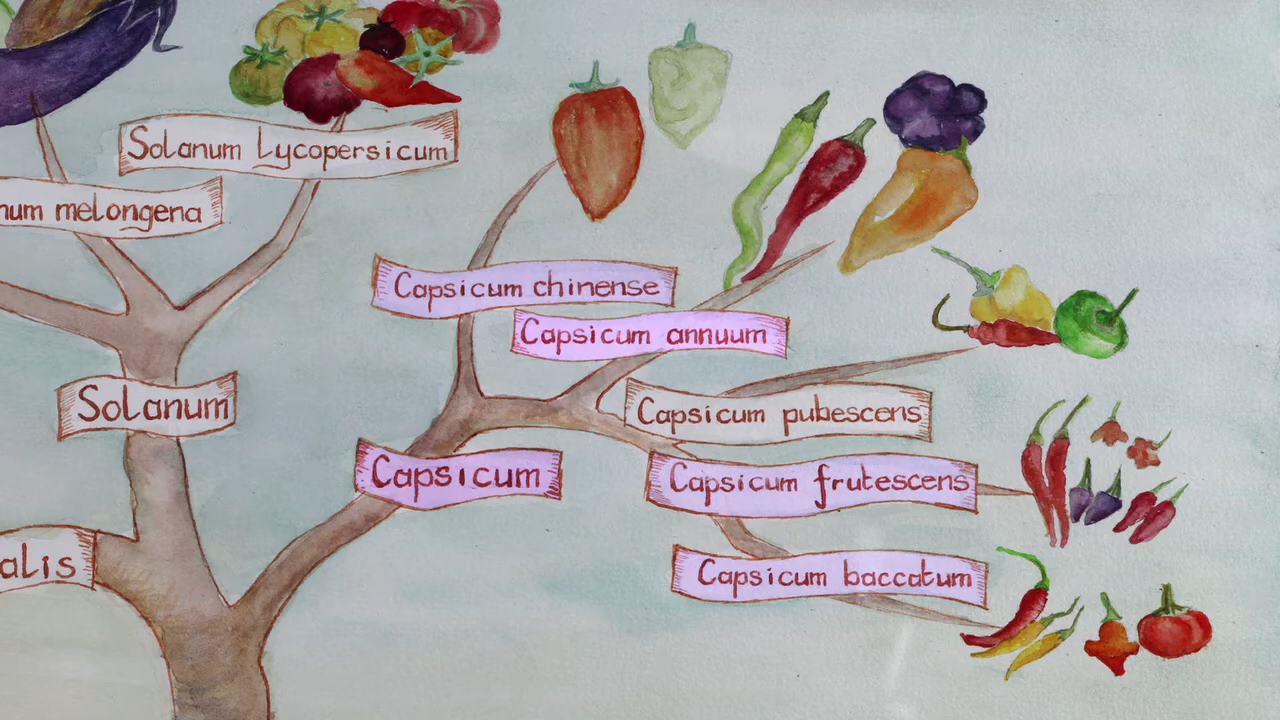 Solanum Lycopersicum
num melongena
Capsicum chinense
Capsicum annuum
Solanum
Capsicum pubescens
Capsicum
Capsicum frutescens
alis
Capsicum baccatum